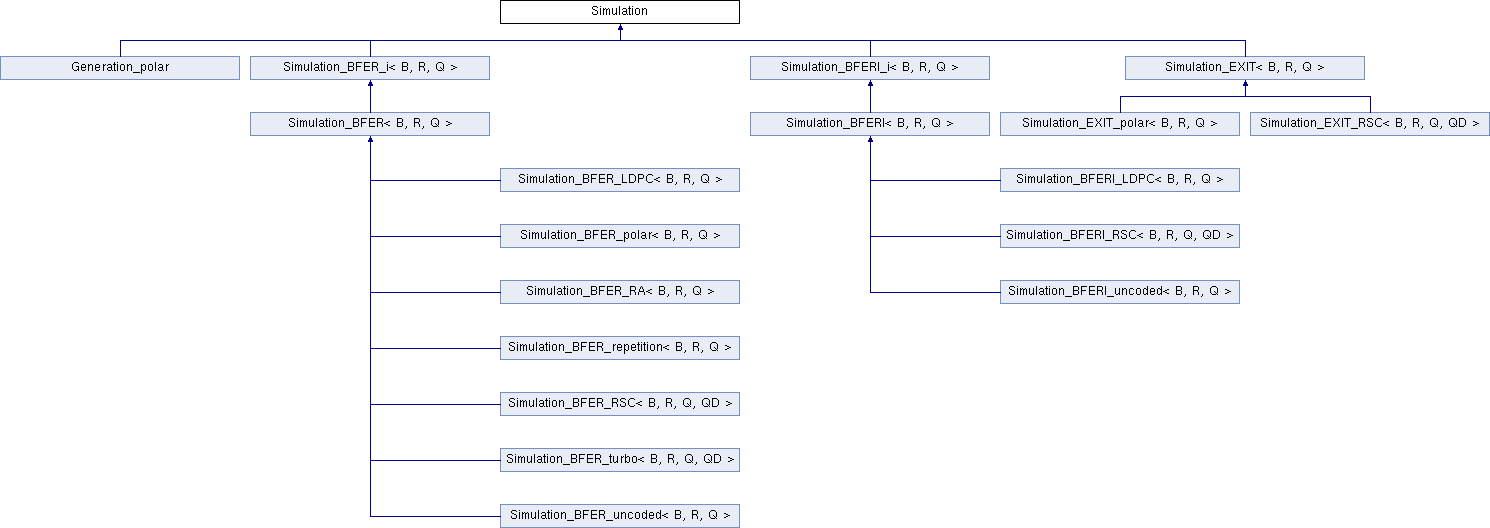 Simulation
Generation_polar
Simulation_BFER_i< B, R, Q >
Simulation_BFERI_i< B, R, Q >
Simulation_EXIT< B, R, Q >
Simulation_BFER< B, R, Q >
Simulation_BFERI< B, R, Q >
Simulation_EXIT_polar< B, R, Q >
Simulation_EXIT_RSC< B, R, Q, QD >
Simulation_BFER_LDPC< B, R, Q >
Simulation_BFERI_LDPC< B, R, Q >
Simulation_BFER_polar< B, R, Q >
Simulation_BFERI_RSC< B, R, Q, QD >
Simulation_BFER_RA< B, R, Q >
Simulation_BFERI_uncoded< B, R, Q >
Simulation_BFER_repetition< B, R, Q >
Simulation_BFER_RSC< B, R, Q, QD >
Simulation_BFER_turbo< B, R, Q, QD >
Simulation_BFER_uncoded< B, R, Q >